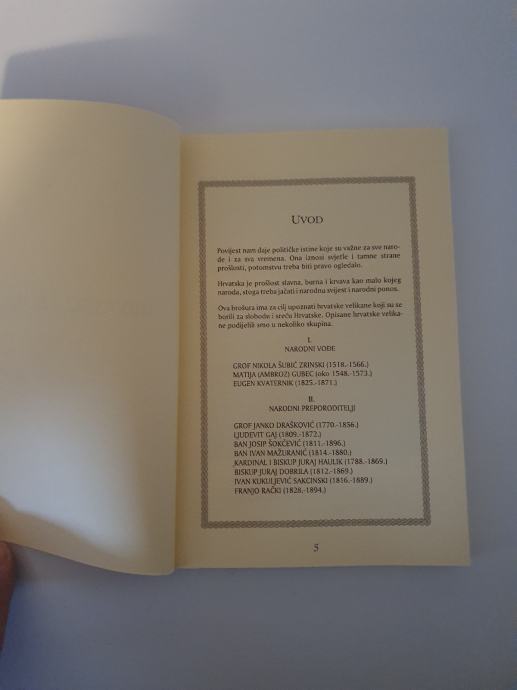 UVOD
Povijest nam daje političke istine koje su važne za sve naro-
de i za sva vremena. Ona iznosi svjetle i tamne strane
prošlosti, potomstvu treba biti pravo ogledalo.
Hrvatska je prošlost slavna, burna i krvava kao malo kojeg
naroda, stoga treba jačati i narodnu svijest i narodni ponos.
Ova brošura ima za cilj upoznati hrvatske velikane koji su se
borili za slobodu i sreću Hrvatske. Opisane hrvatske velika-
ne podijelili smo u nekoliko skupina.
I.
NARODNI VOĐE
GROF NIKOLA ŠUBIĆ ZRINSKI (1518.-1566.)
MATIJA (AMBROZ) GUBEC (oko 1548.-1573.)
EUGEN KVATERNIK (1825.-1871.)
II.
NARODNI PREPORODITELJI
GROF JANKO DRAŠKOVIĆ (1770.-1856.)
LJUDEVIT GAJ (1809.-1872.)
BAN JOSIP ŠOKČEVIĆ (1811.-1896.)
BAN IVAN MAŽURANIĆ (1814.-1880.)
KARDINAL I BISKUP JURAJ HAULIK (1788.-1869.)
BISKUP JURAJ DOBRILA (1812.-1869.)
IVAN KUKULJEVIĆ SAKCINSKI (1816.-1889.)
FRANJO RAČKI (1828.-1894.)
5